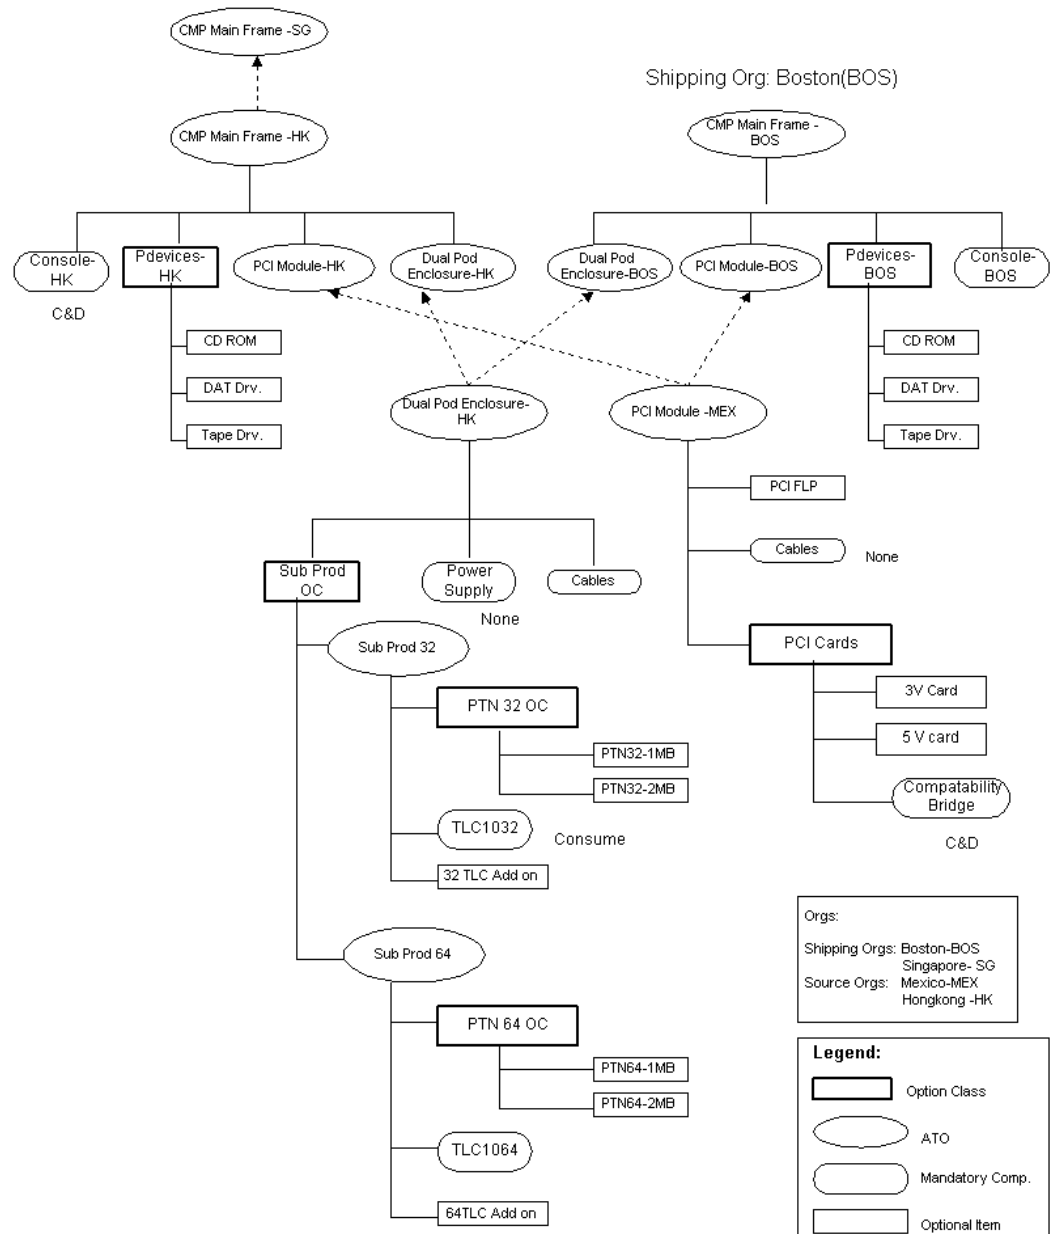 CMP Main Frame -SG
Shipping Org: Boston(BOS)
CMP Main Frame -HK
CMP Main Frame -
BOS
Console-
HK
Pdevices-
HK
PCI Module-HK
Dual Pod
Enclosure-HK
Dual Pod
Enclosure-BOS
PCI Module-BOS
Pdevices-
BOS
Console-
BOS
C&D
CD ROM
DAT Drv.
Tape Drv.
CD ROM
DAT Drv.
Tape Drv.
Dual Pod Enclosure-
HK
PCI Module -MEX
PCI FLP
Cables
None
Sub Prod
OC
Power
Supply
Cables
None
Sub Prod 32
PCI Cards
3V Card
5 V card
Compatability
Bridge
C&D
PTN 32 OC
PTN32-1MB
PTN32-2MB
TLC1032
Consume
32 TLC Add on
Sub Prod 64
PTN 64 OC
PTN64-1MB
PTN64-2MB
TLC1064
64TLC Add on
Orgs:
Shipping Orgs: Boston-BOS
Singapore- SG
Source Orgs: Mexico-MEX
Hongkong -HK
Legend:
Option Class
ATO
Mandatory Comp.
Optional Item